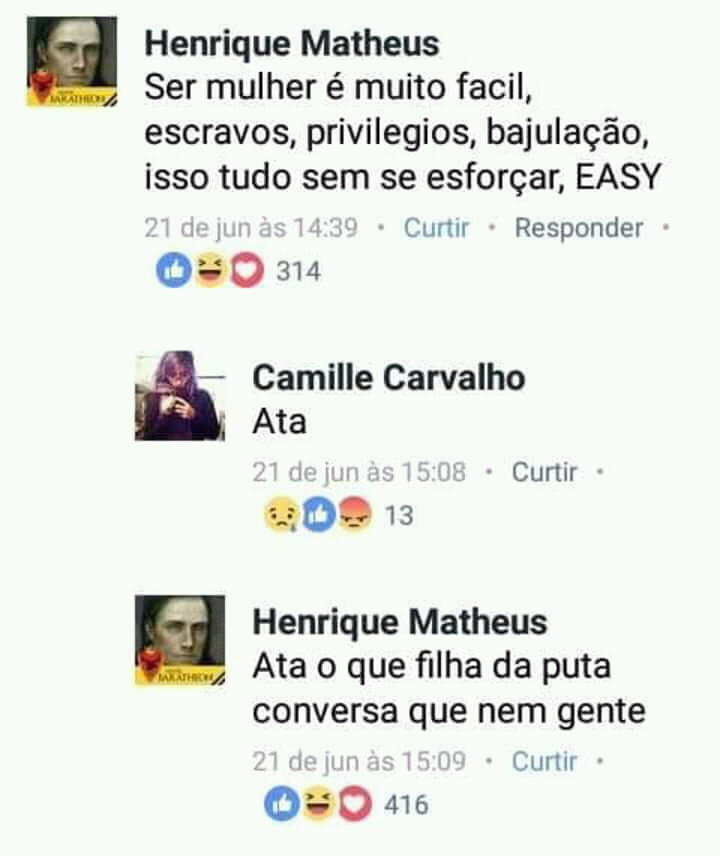 Henrique Matheus
Ser mulher é muito facil,
escravos, privilegios, bajulação,
isso tudo sem se esforçar, EASY
21 de jun às 14:39 • Curtir • Responder •
314
Camille Carvalho
Ata
21 de jun às 15:08 • Curtir •
13
Henrique Matheus
Ata o que filha da puta
conversa que nem gente
21 de jun às 15:09 • Curtir •
416